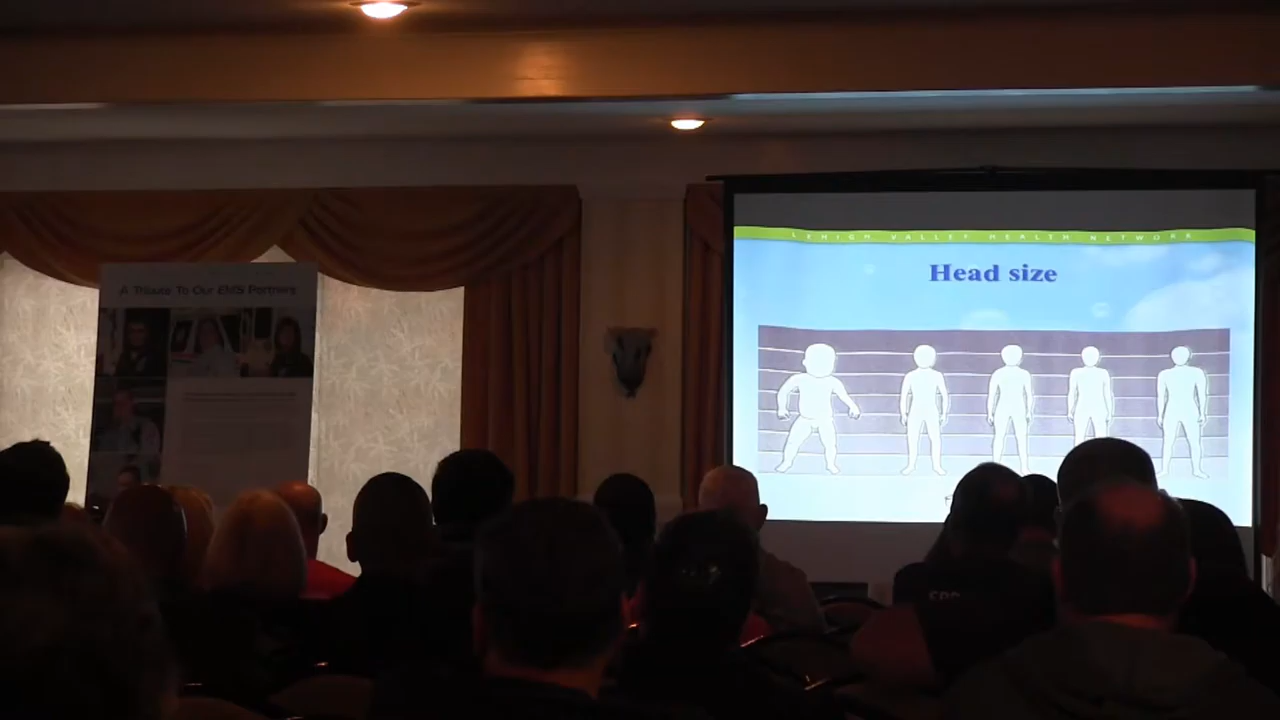 A Tribute To Our EMS Partners
LEHIGH VALLEY HEALTH NETWORK
Head size